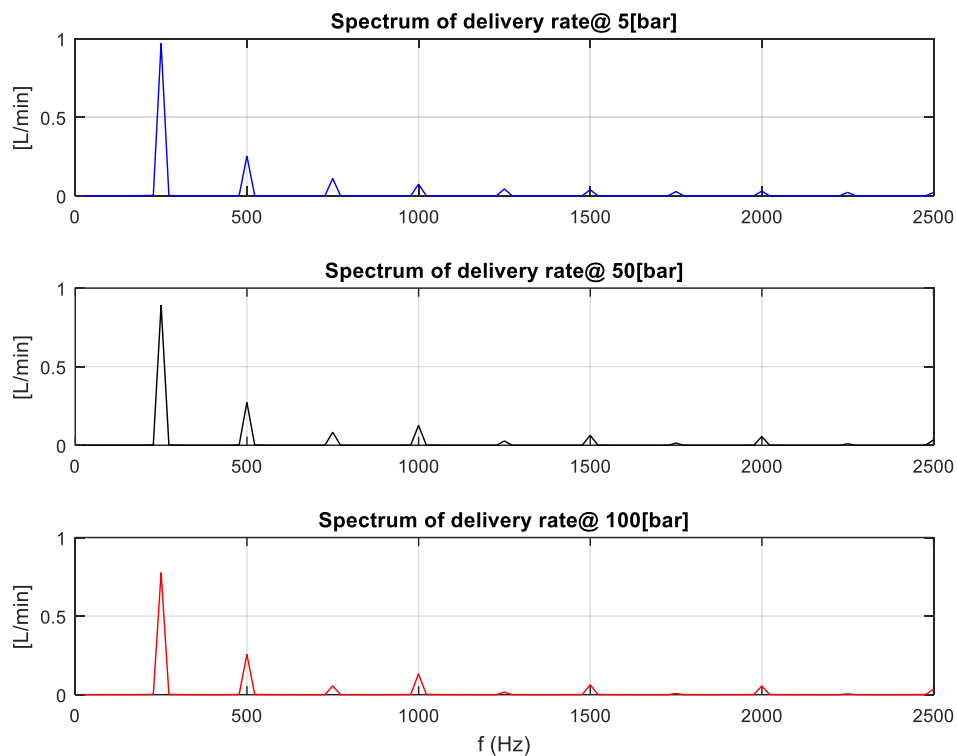 Spectrum of delivery rate@ 5[bar]
[L/min]
1
0.5
0
0 500 1000 1500 2000 2500
Spectrum of delivery rate@ 50[bar]
[L/min]
1
0.5
0
0 500 1000 1500 2000 2500
Spectrum of delivery rate@ 100[bar]
[L/min]
1
0.5
0
0 500 1000 1500 2000 2500
f (Hz)